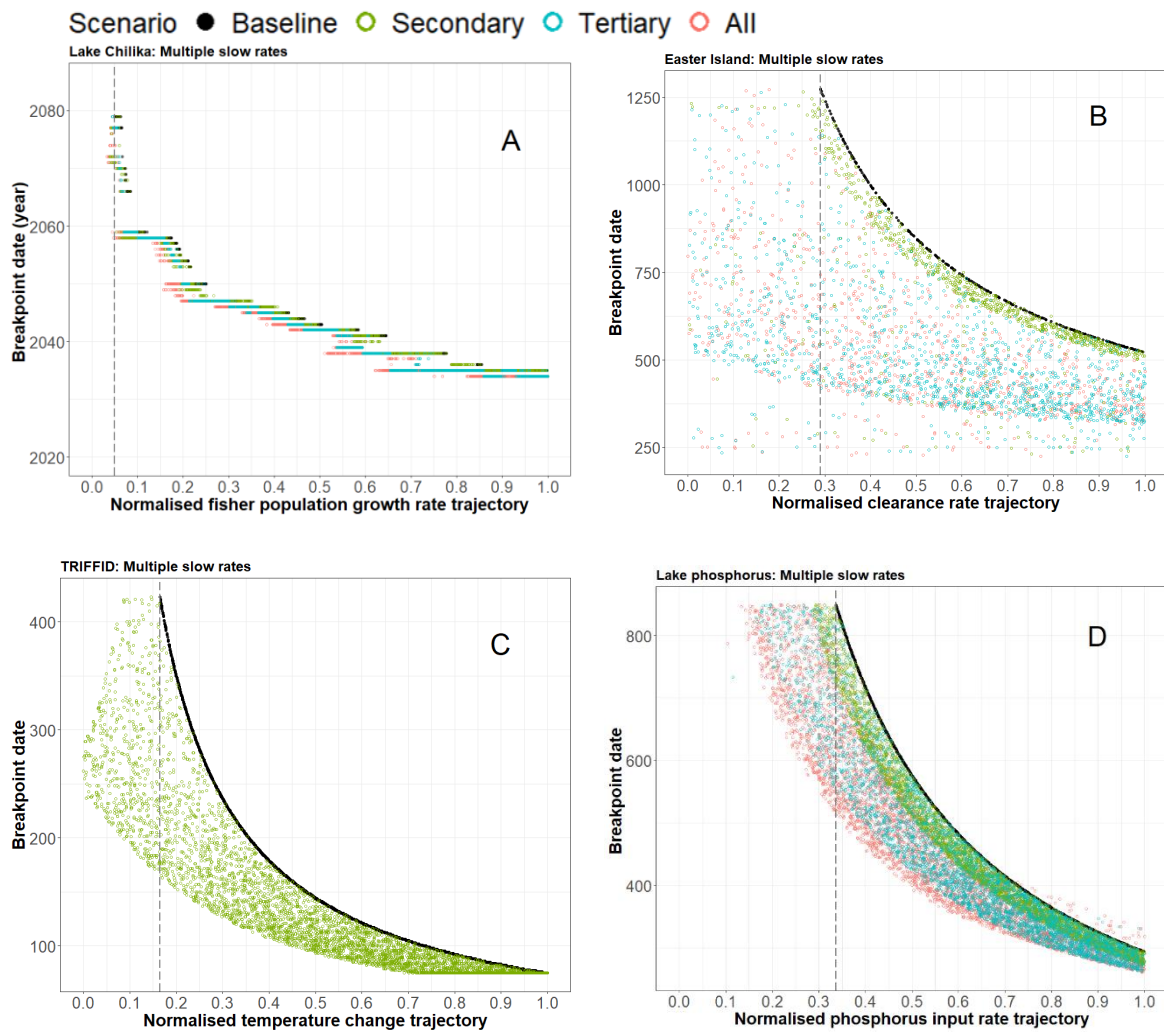 Scenario Baseline Secondary Tertiary All
Lake Chilika: Multiple slow rates
A
Breakpoint date (year)
2080
2060
2040
2020
0.0 0.1 0.2 0.3 0.4 0.5 0.6 0.7 0.8 0.9 1.0
Normalised fisher population growth rate trajectory
Easter Island: Multiple slow rates
B
Breakpoint date
1250
1000
750
500
250
0.0 0.1 0.2 0.3 0.4 0.5 0.6 0.7 0.8 0.9 1.0
Normalised clearance rate trajectory
TRIFFID: Multiple slow rates
C
Breakpoint date
400
300
200
100
0.0 0.1 0.2 0.3 0.4 0.5 0.6 0.7 0.8 0.9 1.0
Normalised temperature change trajectory
Lake phosphorus: Multiple slow rates
D
Breakpoint date
800
600
400
0.0 0.1 0.2 0.3 0.4 0.5 0.6 0.7 0.8 0.9 1.0
Normalised phosphorus input rate trajectory